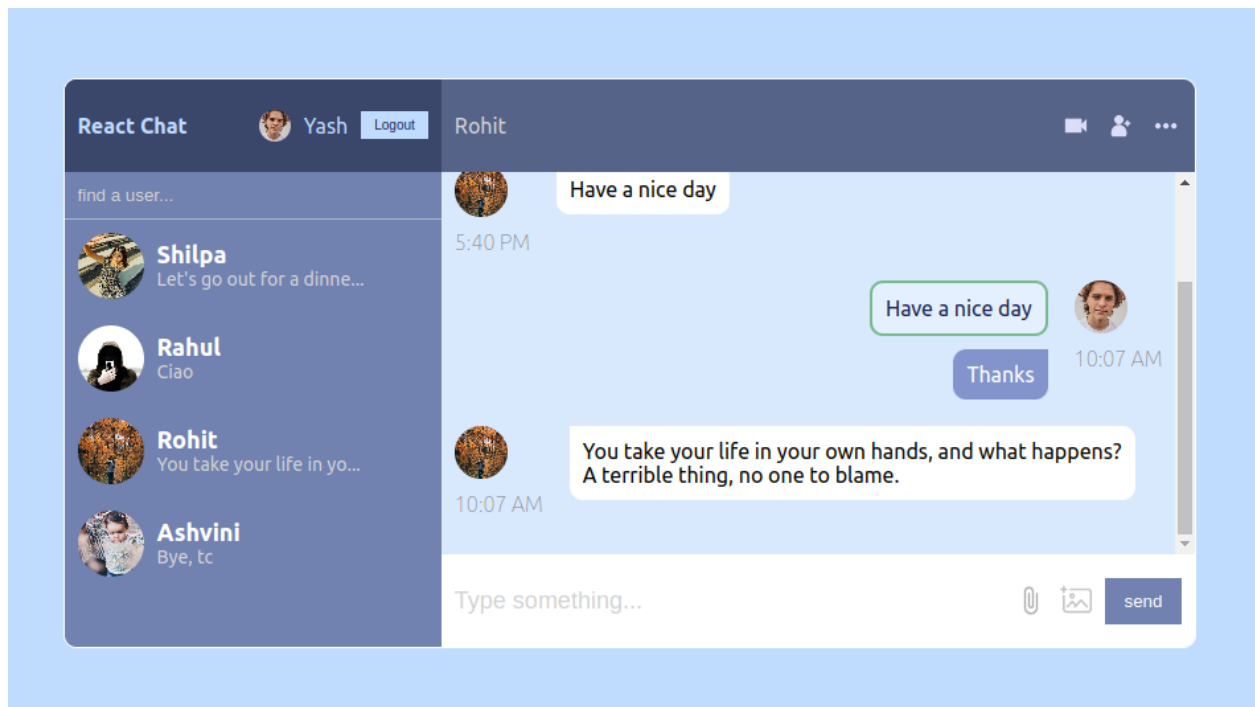 React Chat
Yash
Logout
find a user...
Shilpa
Let's go out for a dinne...
Rahul
Ciao
Rohit
You take your life in yo...
Ashvini
Bye, tc
Rohit
Have a nice day
5:40 PM
Have a nice day
Thanks
10:07 AM
You take your life in your own hands, and what happens?
A terrible thing, no one to blame.
10:07 AM
Type something...
send